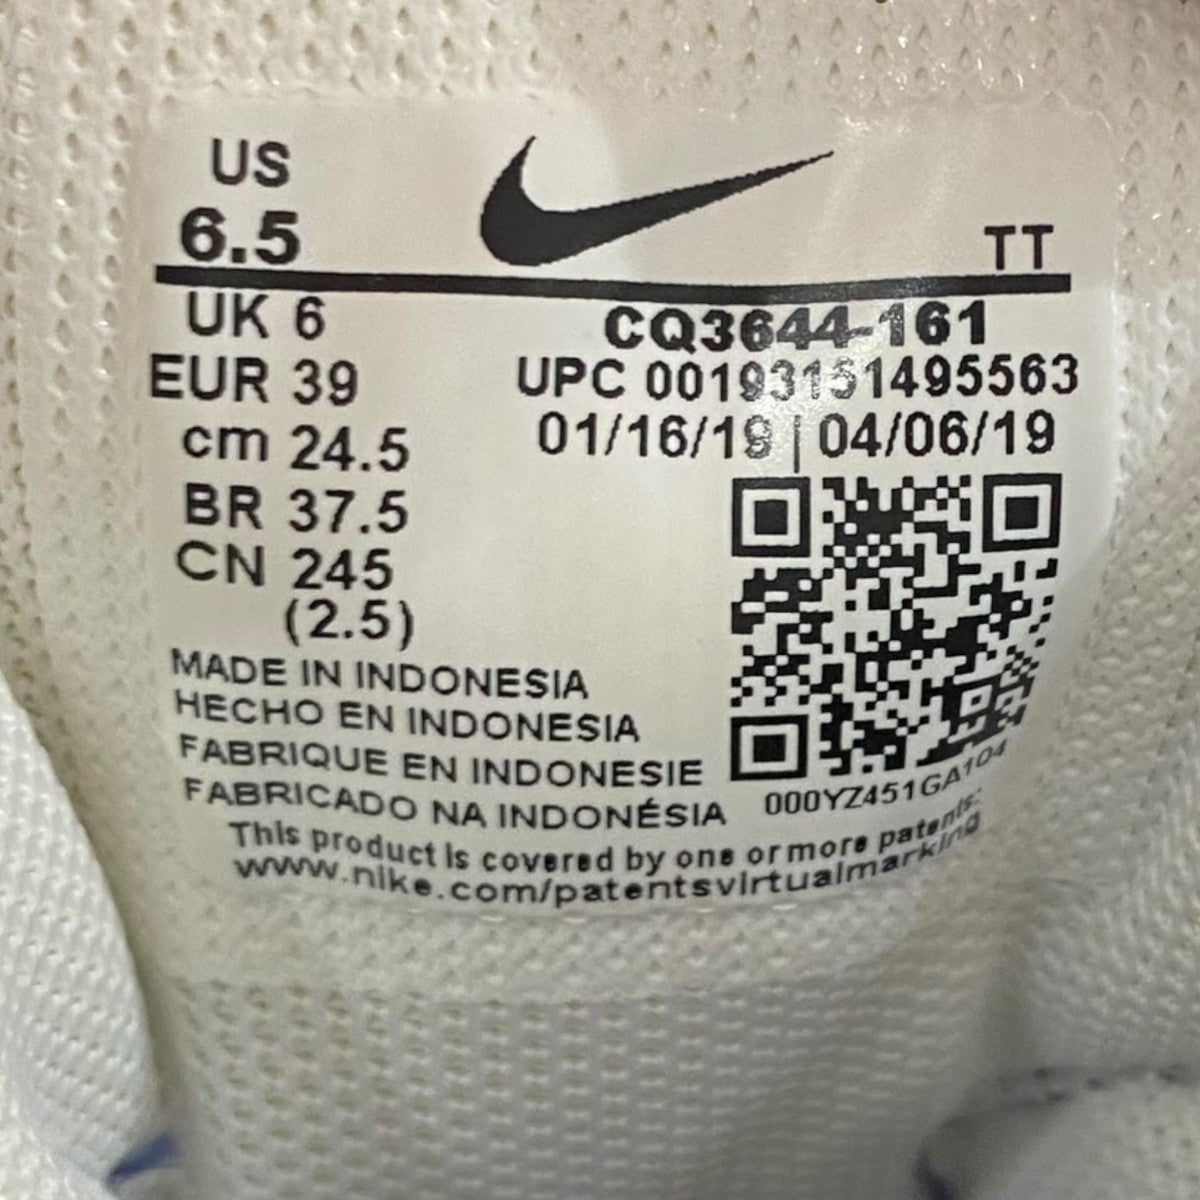 US
6.5
TT
UK 6
EUR 39
cm 24.5
BR 37.5
CN 245
(2.5)
CQ3644-161
UPC 00193151495563
01/16/19 | 04/06/19
MADE IN INDONESIA
HECHO EN INDONESIA
FABRIQUE EN INDONESIE
FABRICADO NA INDONÉSIA
000YZ451GA104
This product is covered by one or more patents:
www.nike.com/patentsvirtualmarking